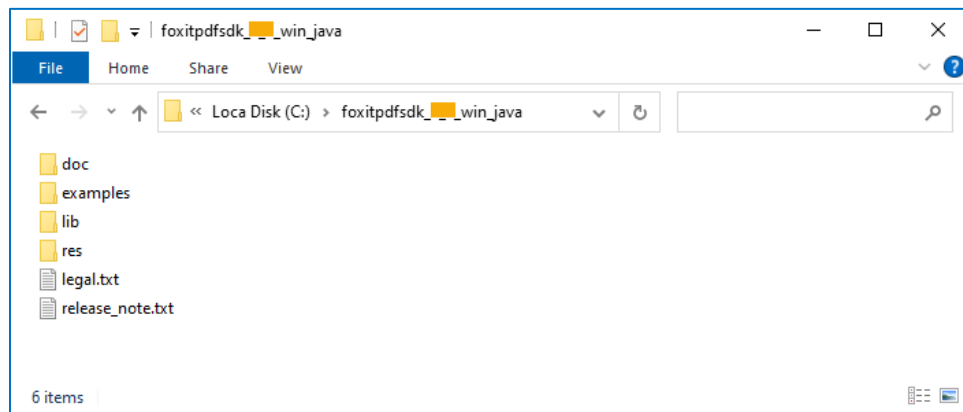 foxitpdfsdk_ _ _win_java
File Home Share View
« Loca Disk (C:) › foxitpdfsdk_ _ _win_java
doc
examples
lib
res
legal.txt
release_note.txt
6 items